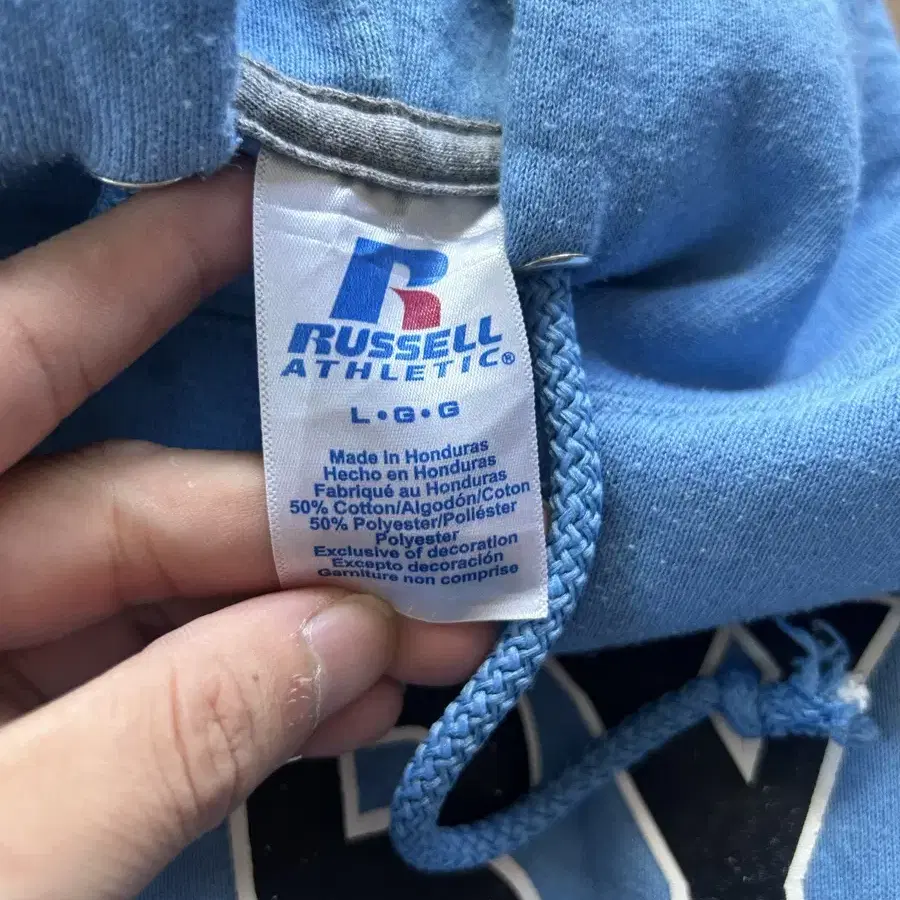 RUSSELL
ATHLETIC®
L•G•G
Made in Honduras
Hecho en Honduras
Fabriqué au Honduras
50% Cotton/Algodón/Coton
50% Polyester/Poliéster
Polyester
Exclusive of decoration
Excepto decoración
Garniture non comprise